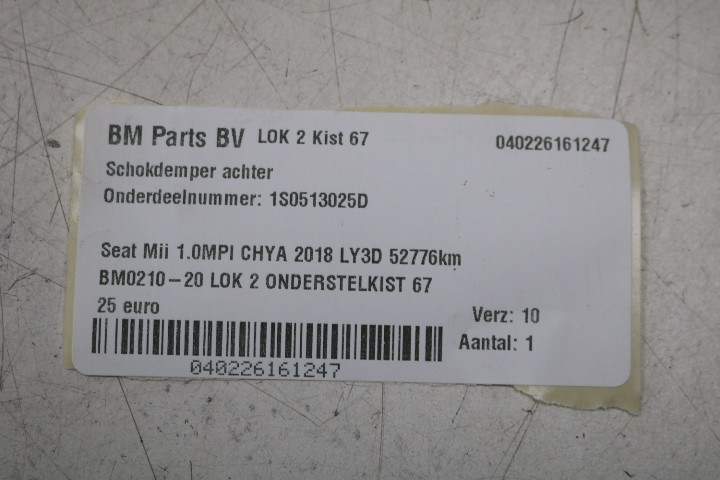 BM Parts BV LOK 2 Kist 67 040226161247
Schokdemper achter
Onderdeelnummer: 1S0513025D
Seat Mii 1.0MPI CHYA 2018 LY3D 52776km
BM0210-20 LOK 2 ONDERSTELKIST 67
25 euro
Verz: 10
Aantal: 1
040226161247